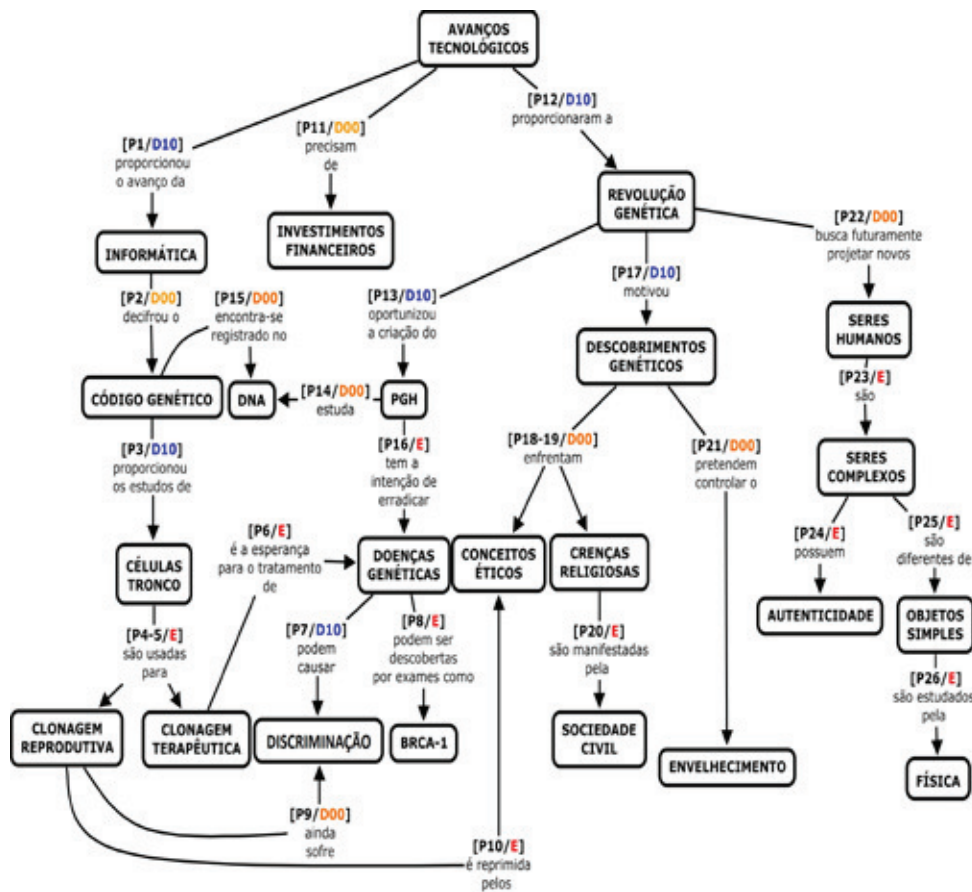 AVANÇOS
TECNOLÓGICOS
[P12/D10]
proporcionaram a
[P11/D00]
precisam
de
[P1/D10]
proporcionou
o avanço da
REVOLUÇÃO
GENÉTICA
[P22/D00]
busca futuramente
projetar novos
INVESTIMENTOS
FINANCEIROS
INFORMÁTICA
[P17/D10]
motivou
[P2/D00]
decifrou o
[P15/D00]
encontra-se
registrado no
[P13/D10]
oportunizou
a criação do
SERES
HUMANOS
DESCOBRIMENTOS
GENÉTICOS
[P23/E]
são
CÓDIGO GENÉTICO
DNA
[P14/D00]
estuda
PGH
[P3/D10]
proporcionou
os estudos de
[P16/E]
tem a
intenção de
erradicar
[P18-19/D00]
enfrentam
[P21/D00]
pretendem
controlar o
SERES
COMPLEXOS
[P6/E]
é a esperança
para o tratamento
de
[P24/E]
possuem
[P25/E]
são
diferentes de
CÉLULAS
TRONCO
DOENÇAS
GENÉTICAS
CONCEITOS
ÉTICOS
CRENÇAS
RELIGIOSAS
AUTENTICIDADE
OBJETOS
SIMPLES
[P4-5/E]
são usadas
para
[P7/D10]
podem
causar
[P8/E]
podem ser
descobertas
por exames como
[P20/E]
são manifestadas
pela
[P26/E]
são estudados
pela
CLONAGEM
REPRODUTIVA
CLONAGEM
TERAPÊUTICA
DISCRIMINAÇÃO
BRCA-1
SOCIEDADE
CIVIL
ENVELHECIMENTO
FÍSICA
[P9/D00]
ainda
sofre
[P10/E]
é reprimida
pelos